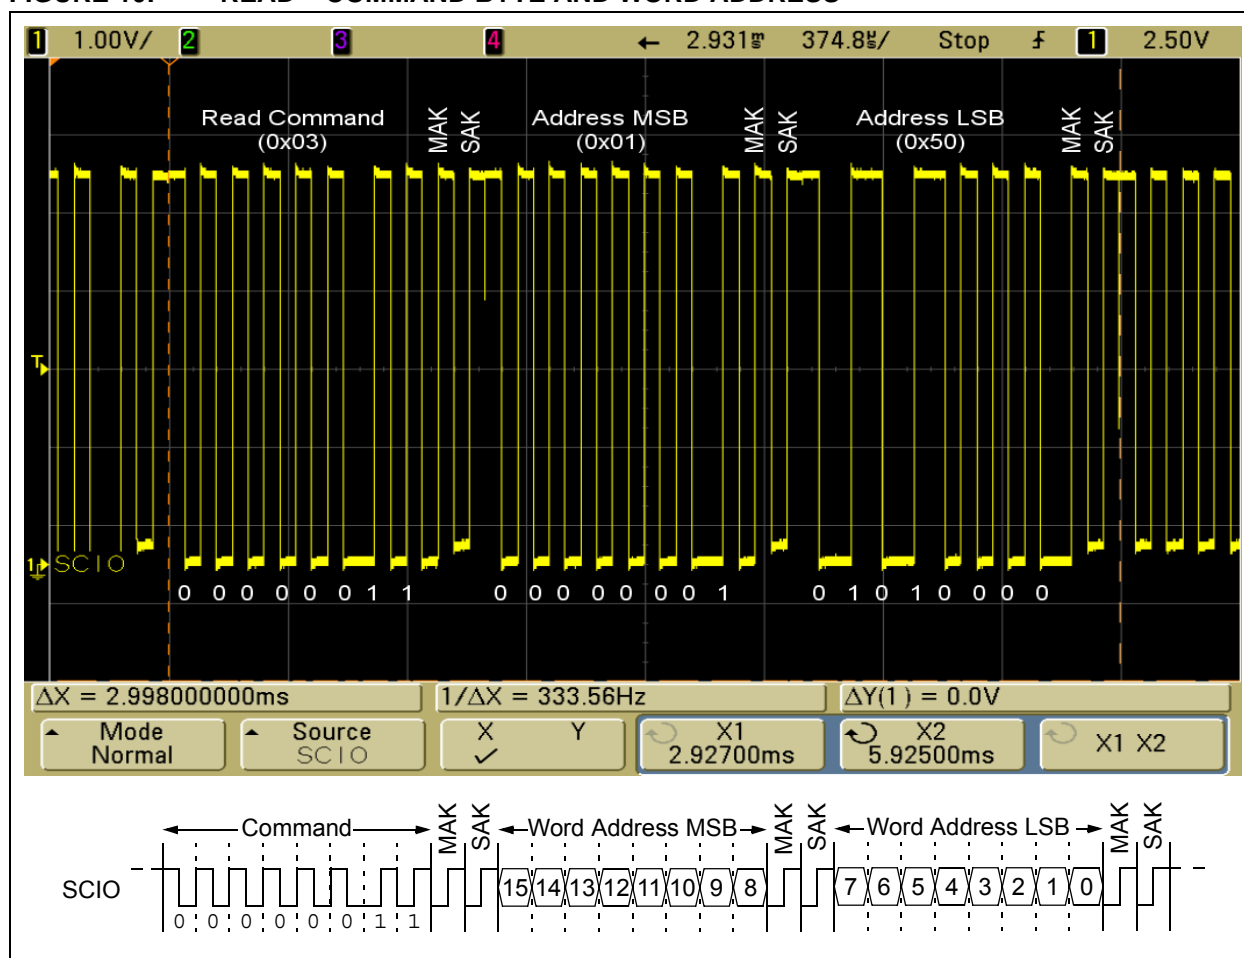 1 1.00V/ 2 3 4 2.931ms 374.8µs/ Stop 1 2.50V
Read Command MAK SAK Address MSB MAK SAK Address LSB MAK SAK
(0x03) (0x01) (0x50)
T
1 SCIO
0 0 0 0 0 0 1 1 0 0 0 0 0 0 0 1 0 1 0 1 0 0 0 0
ΔX = 2.998000000ms 1/ΔX = 333.56Hz ΔY(1) = 0.0V
Mode Source X Y X1 X2 X1 X2
Normal SCIO ✓ 2.92700ms 5.92500ms
Command MAK SAK Word Address MSB MAK SAK Word Address LSB MAK SAK
SCIO 15 14 13 12 11 10 9 8 7 6 5 4 3 2 1 0
0 0 0 0 0 0 1 1